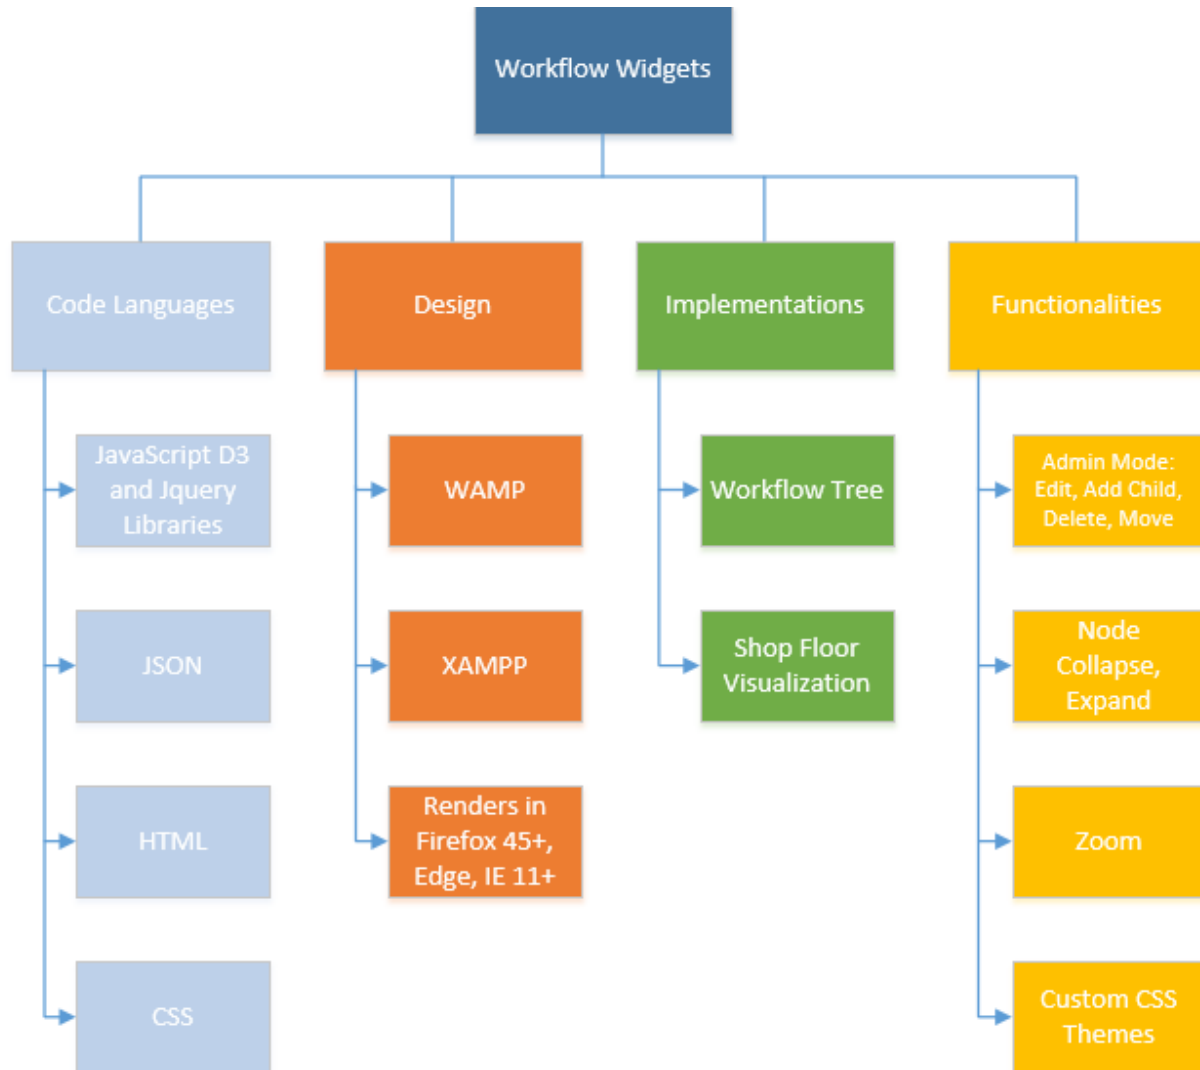 Workflow Widgets
Code Languages
Design
Implementations
Functionalities
JavaScript D3
and Jquery
Libraries
WAMP
Workflow Tree
Admin Mode:
Edit, Add Child,
Delete, Move
JSON
XAMPP
Shop Floor
Visualization
Node
Collapse,
Expand
HTML
Renders in
Firefox 45+,
Edge, IE 11+
Zoom
CSS
Custom CSS
Themes